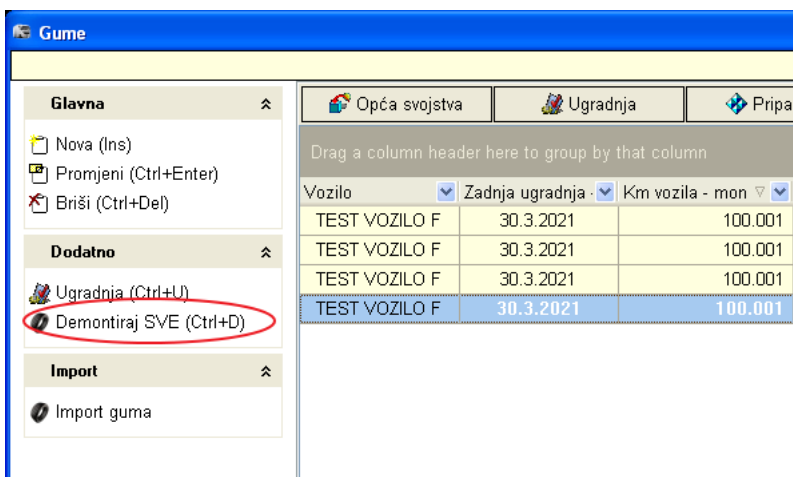 Gume
Glavna
Nova (Ins)
Promjeni (Ctrl+Enter)
Briši (Ctrl+Del)
Dodatno
Ugradnja (Ctrl+U)
Demontiraj SVE (Ctrl+D)
Import
Import guma
Opća svojstva Ugradnja Pripa
Drag a column header here to group by that column
Vozilo Zadnja ugradnja - Km vozila - mon
TEST VOZILO F 30.3.2021 100.001
TEST VOZILO F 30.3.2021 100.001
TEST VOZILO F 30.3.2021 100.001
TEST VOZILO F 30.3.2021 100.001